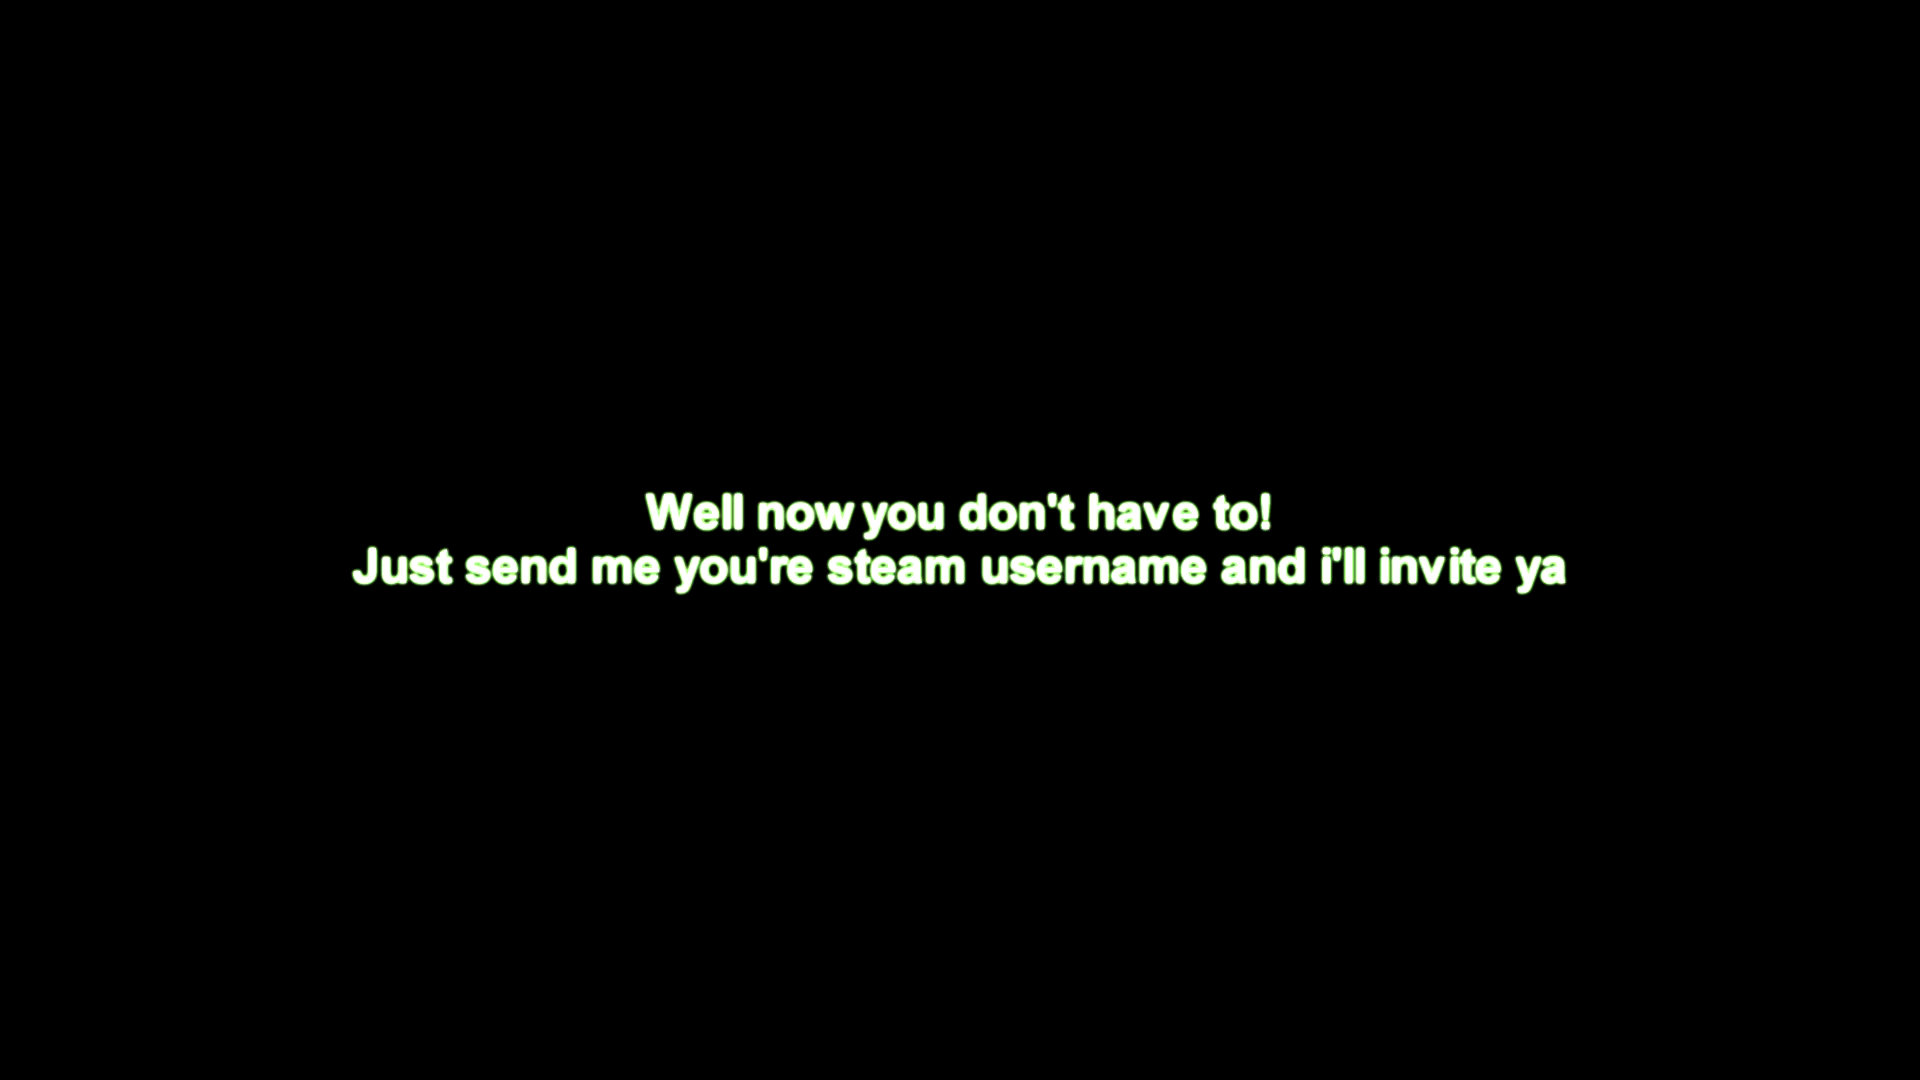 Well now you don't have to!
Just send me you're steam username and i'll invite ya